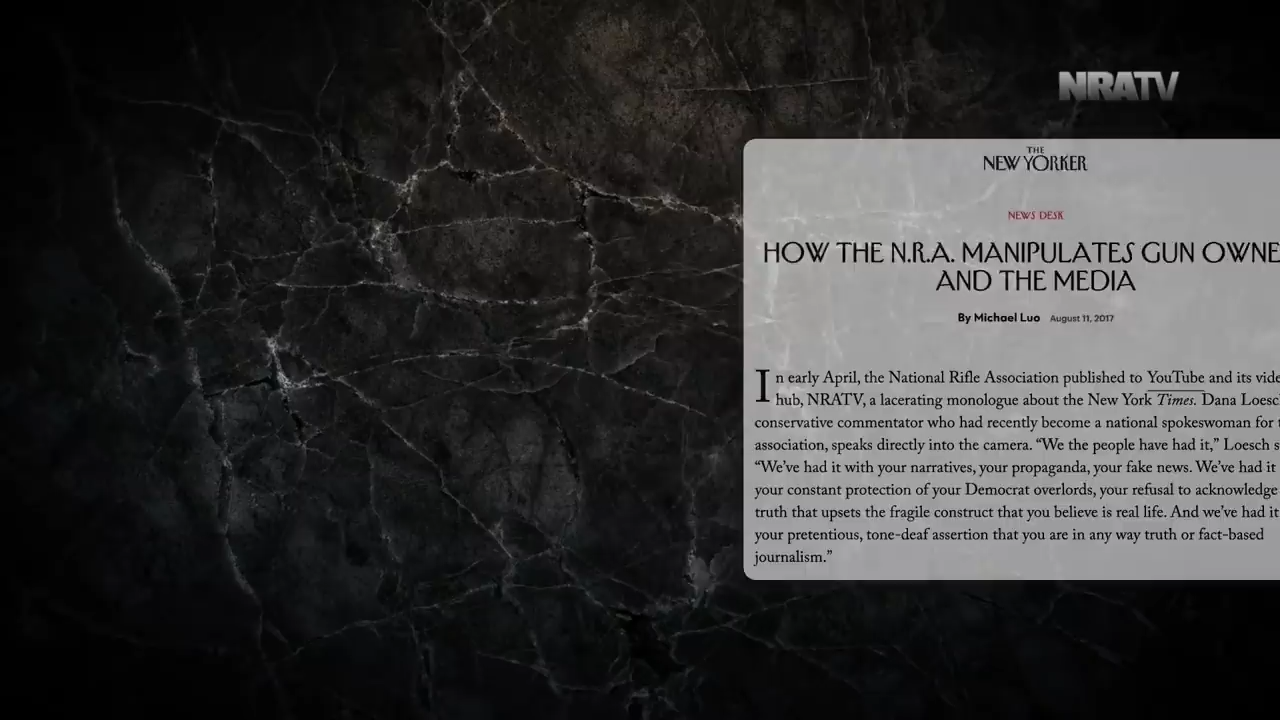 NRATV
THE
NEW YORKER
NEWS DESK
HOW THE N.R.A. MANIPULATES GUN
AND THE MEDIA
By Michael Luo August 11, 2017
In early April, the National Rifle Association published to YouTube and its
hub, NRATV, a lacerating monologue about the New York Times. Dana
conservative commentator who had recently become a national spokeswoman for
association, speaks directly into the camera. “We the people have had it,” Loesch
“We’ve had it with your narratives, your propaganda, your fake news. We’ve had it
your constant protection of your Democrat overlords, your refusal to acknowledge
truth that upsets the fragile construct that you believe is real life. And we’ve had it
your pretentious, tone-deaf assertion that you are in any way truth or fact-based
journalism.”